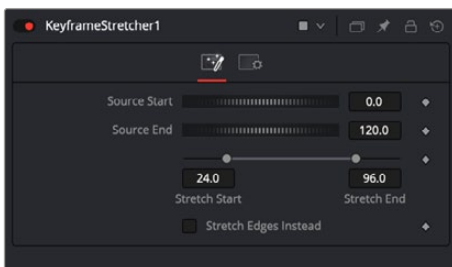 KeyframeStretcher1
Source Start 0.0
Source End 120.0
24.0 96.0
Stretch Start Stretch End
Stretch Edges Instead